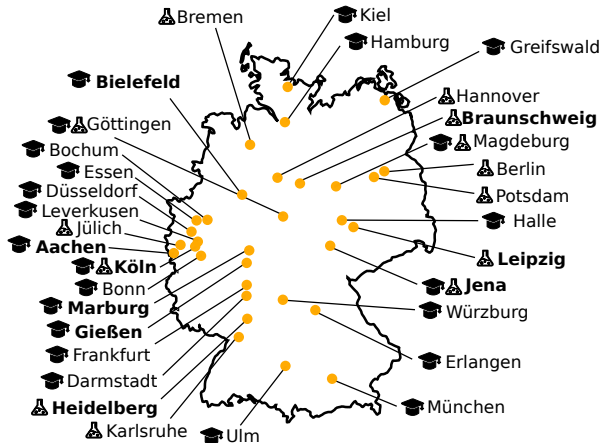 Bremen
Kiel
Hamburg
Greifswald
Bielefeld
Hannover
Göttingen
Braunschweig
Bochum
Magdeburg
Essen
Berlin
Düsseldorf
Potsdam
Leverkusen
Halle
Jülich
Aachen
Leipzig
Köln
Bonn
Jena
Marburg
Würzburg
Gießen
Frankfurt
Erlangen
Darmstadt
Heidelberg
München
Karlsruhe
Ulm